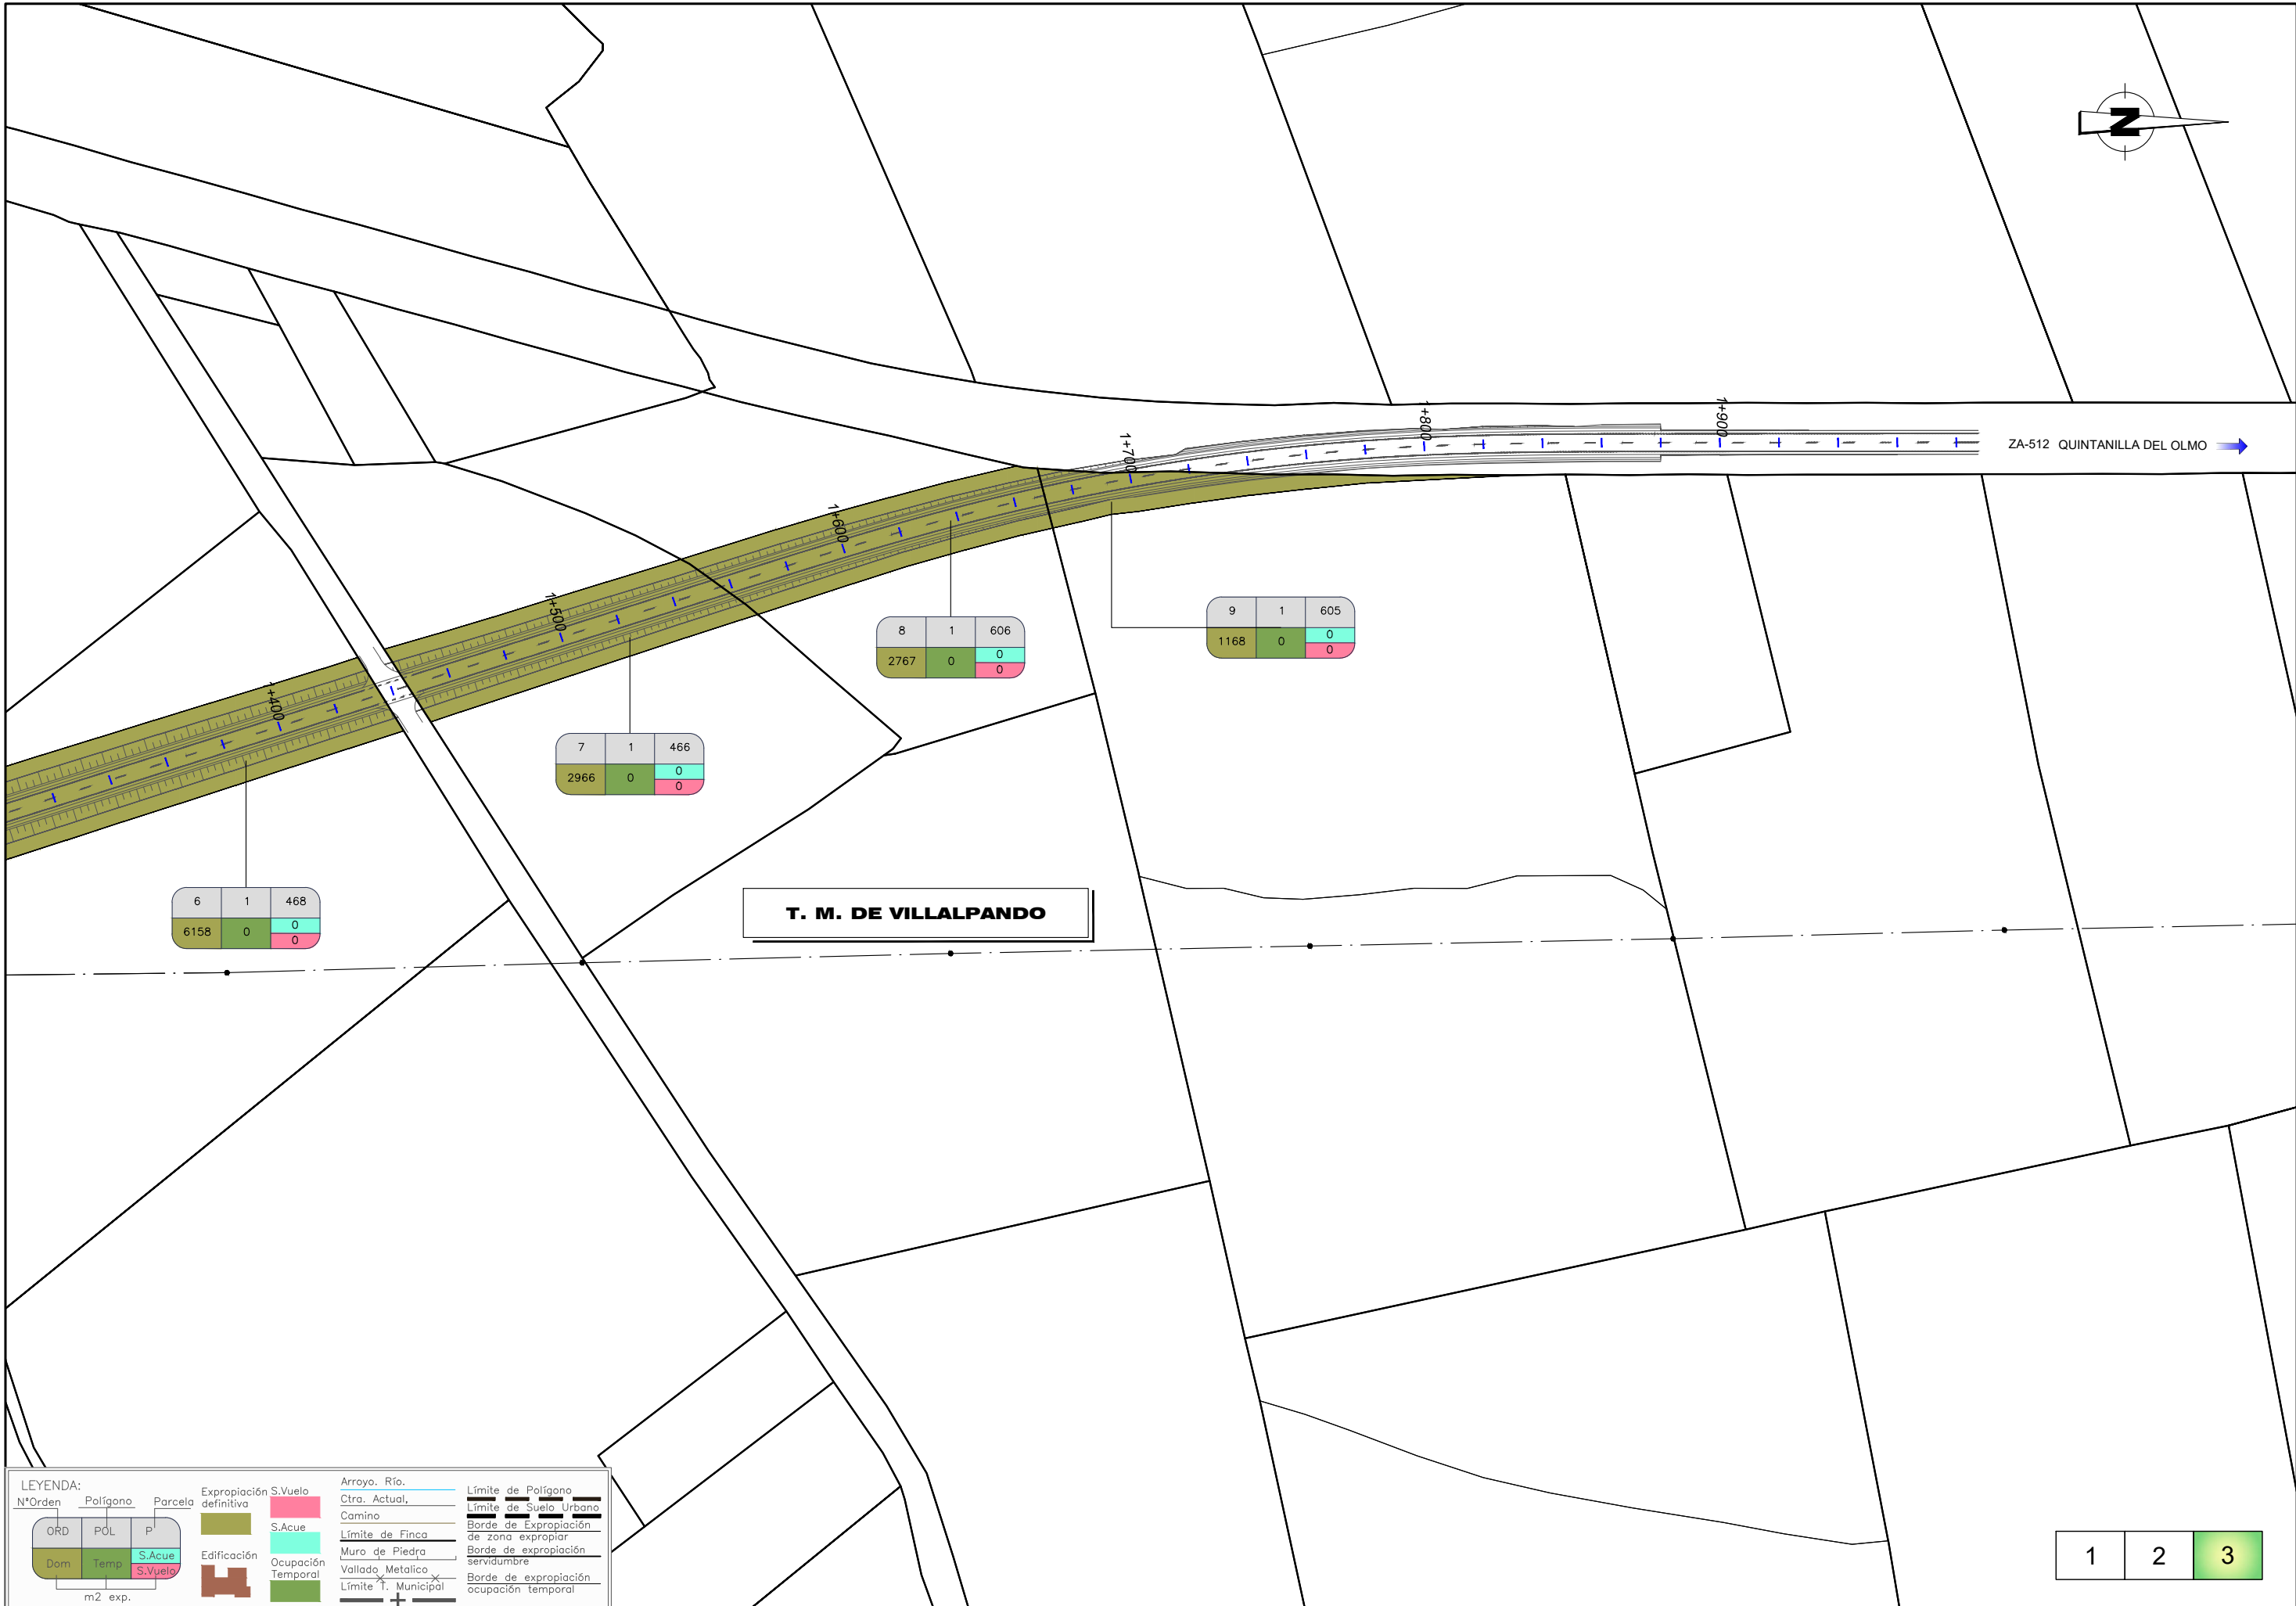 N
1+800
1+900
1+700
ZA-512 QUINTANILLA DEL OLMO
1+600
1+500
1+400
9 1 605
1168 0 0
0
8 1 606
2767 0 0
0
7 1 466
2966 0 0
0
6 1 468
6158 0 0
0
T. M. DE VILLALPANDO
LEYENDA:
NºOrden Polígono Parcela
ORD POL P
Dom Temp S.Acue
S.Vuelo
m2 exp.
Expropiación
definitiva
Edificación
S.Vuelo
S.Acue
Ocupación
Temporal
Arroyo. Río.
Ctra. Actual,
Camino
Límite de Finca
Muro de Piedra
Vallado Metalico
Límite T. Municipal
Límite de Polígono
Límite de Suelo Urbano
Borde de Expropiación
de zona expropiar
Borde de expropiación
servidumbre
Borde de expropiación
ocupación temporal
1 2 3